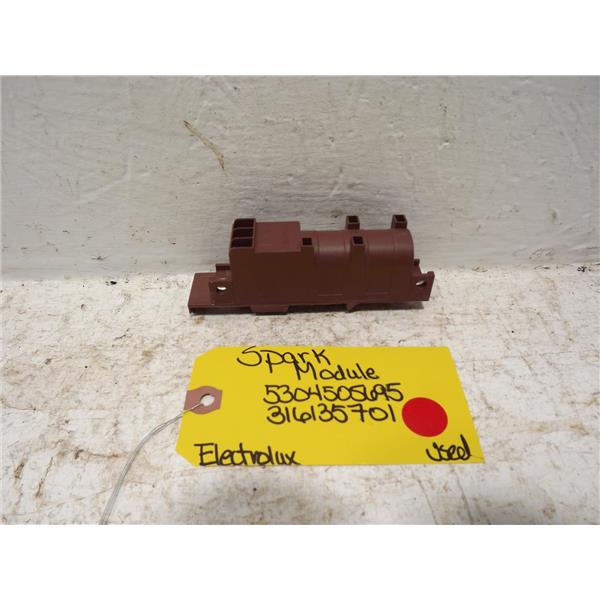 Spark
Module
5304505695
316135701
Electrolux
used